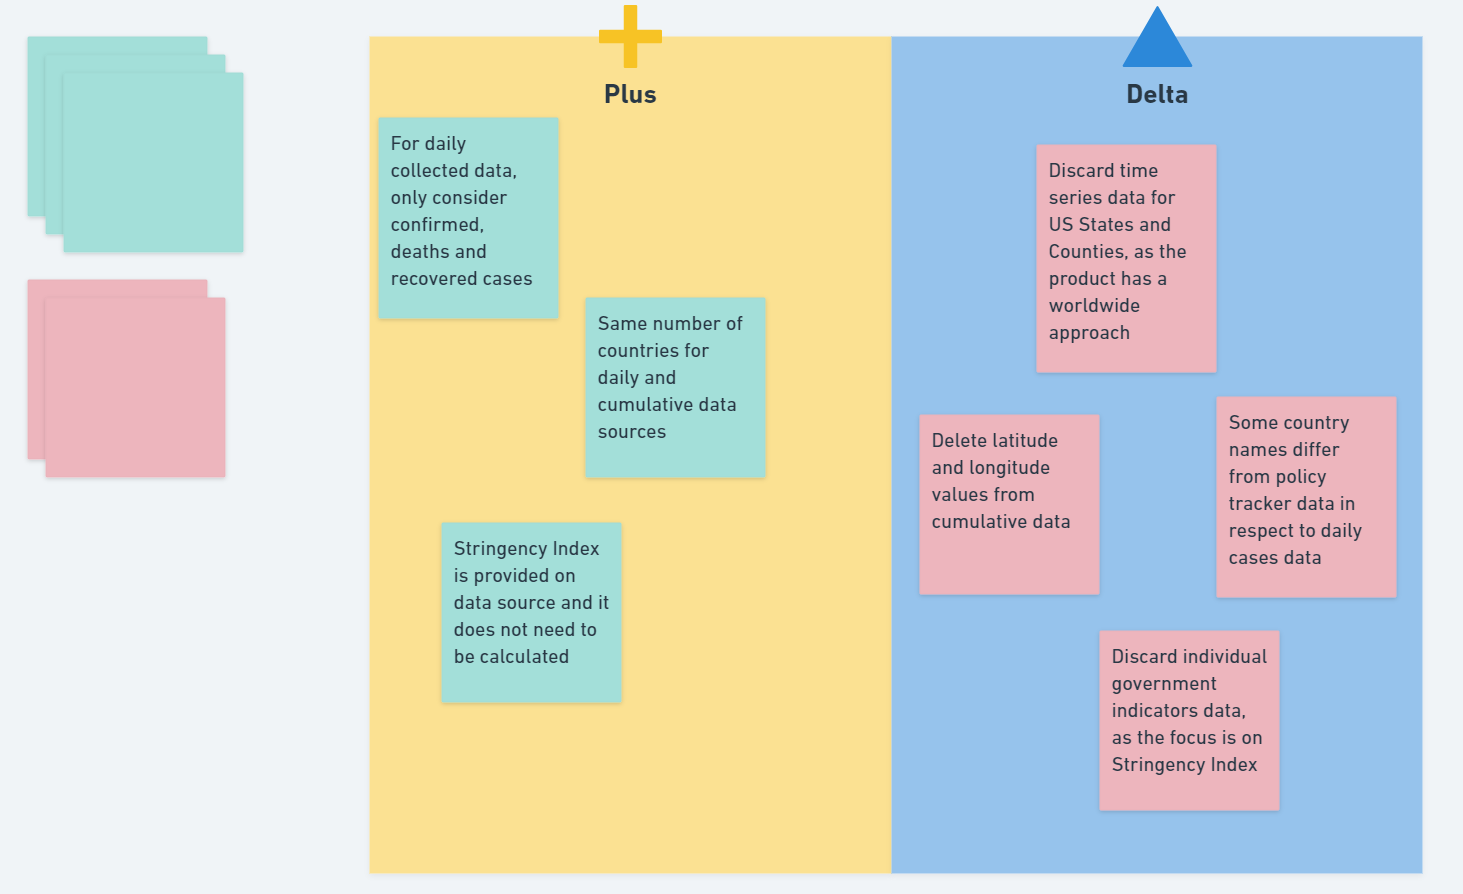 Plus
For daily
collected data,
only consider
confirmed,
deaths and
recovered cases
Same number of
countries for
daily and
cumulative data
sources
Stringency Index
is provided on
data source and it
does not need to
be calculated
Delta
Discard time
series data for
US States and
Counties, as the
product has a
worldwide
approach
Delete latitude
and longitude
values from
cumulative data
Some country
names differ
from policy
tracker data in
respect to daily
cases data
Discard individual
government
indicators data,
as the focus is on
Stringency Index